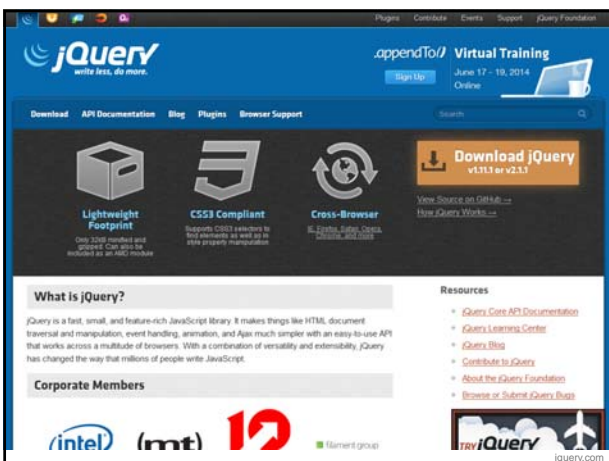 Plugins Contribute Events Support jQuery Foundation
jQuery
write less, do more.
.appendTo()
Sign Up
Virtual Training
June 17 - 19, 2014
Online
Download API Documentation Blog Plugins Browser Support
Search
Lightweight
Footprint
Only 32kB minified and
gzipped. Can also be
included as an AMD module
CSS3 Compliant
Supports CSS3 selectors to
find elements as well as in
style property manipulation
Cross-Browser
IE, Firefox, Safari, Opera,
Chrome, and more
Download jQuery
v1.11.1 or v2.1.1
View Source on GitHub →
How jQuery Works →
What is jQuery?
jQuery is a fast, small, and feature-rich JavaScript library. It makes things like HTML document
traversal and manipulation, event handling, animation, and Ajax much simpler with an easy-to-use API
that works across a multitude of browsers. With a combination of versatility and extensibility, jQuery
has changed the way that millions of people write JavaScript.
Corporate Members
(intel)
(mt)
12
filament group
Resources
jQuery Core API Documentation
jQuery Learning Center
jQuery Blog
Contribute to jQuery
About the jQuery Foundation
Browse or Submit jQuery Bugs
TRY jQuery
jquery.com